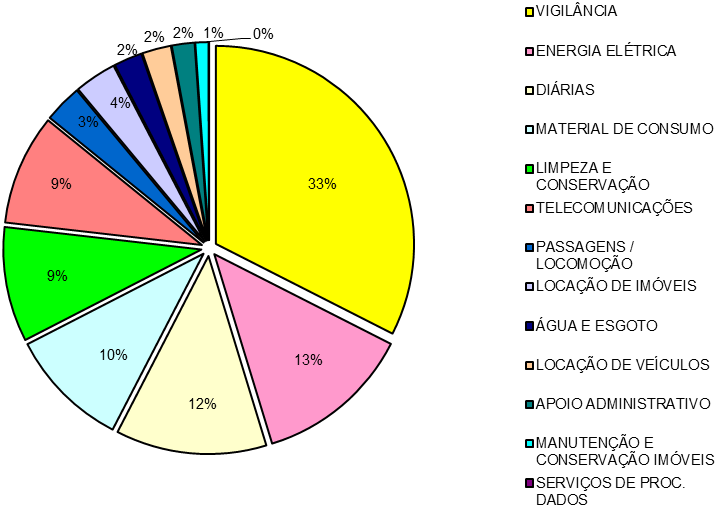 2%
2%
2%
1%
0%
4%
3%
9%
33%
9%
10%
13%
12%
VIGILÂNCIA
ENERGIA ELÉTRICA
DIÁRIAS
MATERIAL DE CONSUMO
LIMPEZA E
CONSERVAÇÃO
TELECOMUNICAÇÕES
PASSAGENS /
LOCOMOÇÃO
LOCAÇÃO DE IMÓVEIS
ÁGUA E ESGOTO
LOCAÇÃO DE VEÍCULOS
APOIO ADMINISTRATIVO
MANUTENÇÃO E
CONSERVAÇÃO IMÓVEIS
SERVIÇOS DE PROC.
DADOS